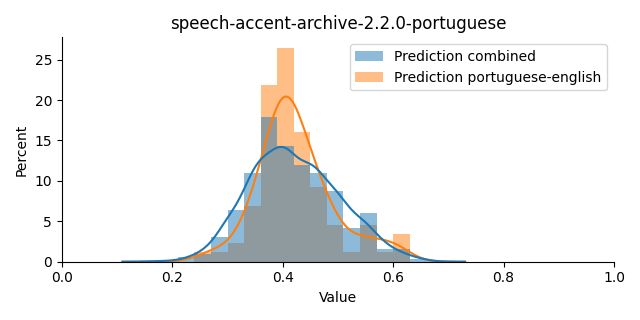 speech-accent-archive-2.2.0-portuguese
Prediction combined
Prediction portuguese-english
Percent
25
20
15
10
5
0
0.0 0.2 0.4 0.6 0.8 1.0
Value